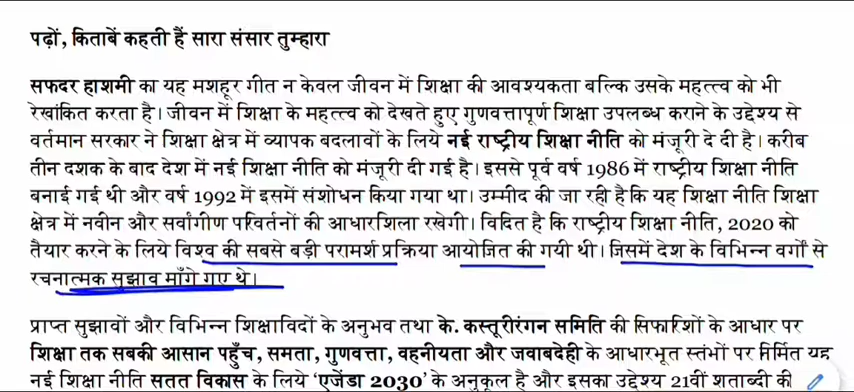 पढ़ों, किताबें कहती हैं सारा संसार तुम्हारा
सफदर हाशमी का यह मशहूर गीत न केवल जीवन में शिक्षा की आवश्यकता बल्कि उसके महत्त्व को भी
रेखांकित करता है। जीवन में शिक्षा के महत्त्व को देखते हुए गुणवत्तापूर्ण शिक्षा उपलब्ध कराने के उद्देश्य से
वर्तमान सरकार ने शिक्षा क्षेत्र में व्यापक बदलावों के लिये नई राष्ट्रीय शिक्षा नीति को मंजूरी दे दी है। करीब
तीन दशक के बाद देश में नई शिक्षा नीति को मंजूरी दी गई है। इससे पूर्व वर्ष 1986 में राष्ट्रीय शिक्षा नीति
बनाई गई थी और वर्ष 1992 में इसमें संशोधन किया गया था। उम्मीद की जा रही है कि यह शिक्षा नीति शिक्षा
क्षेत्र में नवीन और सर्वांगीण परिवर्तनों की आधारशिला रखेगी। विदित है कि राष्ट्रीय शिक्षा नीति, 2020 को
तैयार करने के लिये विश्व की सबसे बड़ी परामर्श प्रक्रिया आयोजित की गयी थी। जिसमें देश के विभिन्न वर्गों से
रचनात्मक सुझाव माँगे गए थे।
प्राप्त सुझावों और विभिन्न शिक्षाविदों के अनुभव तथा के. कस्तूरीरंगन समिति की सिफारिशों के आधार पर
शिक्षा तक सबकी आसान पहुँच, समता, गुणवत्ता, वहनीयता और जवाबदेही के आधारभूत स्तंभों पर निर्मित यह
नई शिक्षा नीति सतत विकास के लिये ‘एजेंडा 2030’ के अनुकूल है और इसका उद्देश्य 21वीं शताब्दी की